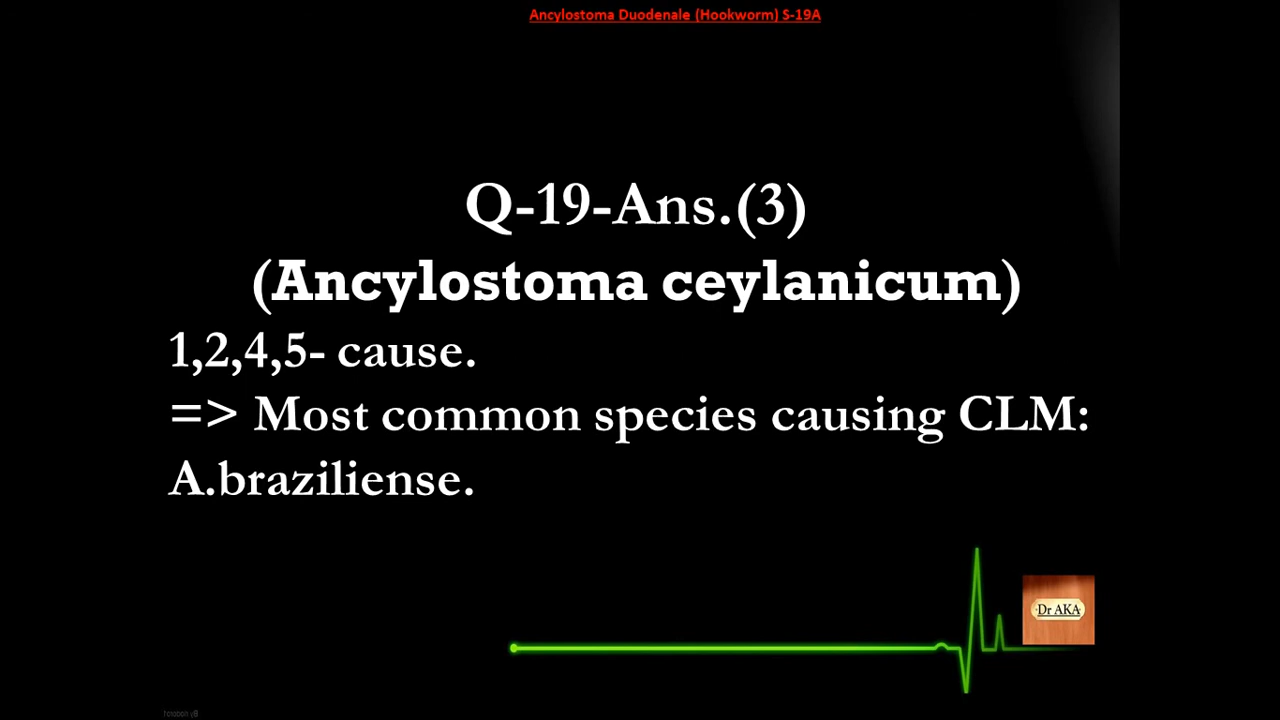 Ancylostoma Duodenale (Hookworm) S-19A
Q-19-Ans.(3)
(Ancylostoma ceylanicum)
1,2,4,5- cause.
=> Most common species causing CLM:
A.braziliense.
Dr AKA